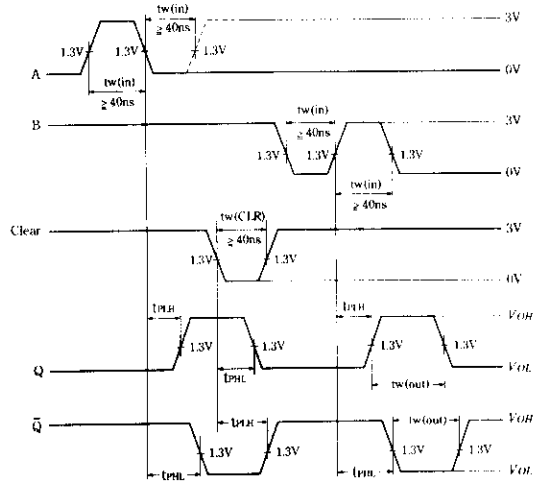 tw(in)
≧ 40ns
3V
1.3V 1.3V 1.3V
A 0V
tw(in)
≧ 40ns
B tw(in) 3V
≧ 40ns
1.3V 1.3V 1.3V
0V
tw(in)
≧ 40ns
Clear tw(CLR) 3V
≧ 40ns
1.3V 1.3V
0V
tPLH tPLH VOH
1.3V 1.3V 1.3V 1.3V
Q tPHL VOL
tw(out)
Q̄ tPLH tw(out) VOH
1.3V 1.3V 1.3V 1.3V
tPHL tPHL VOL